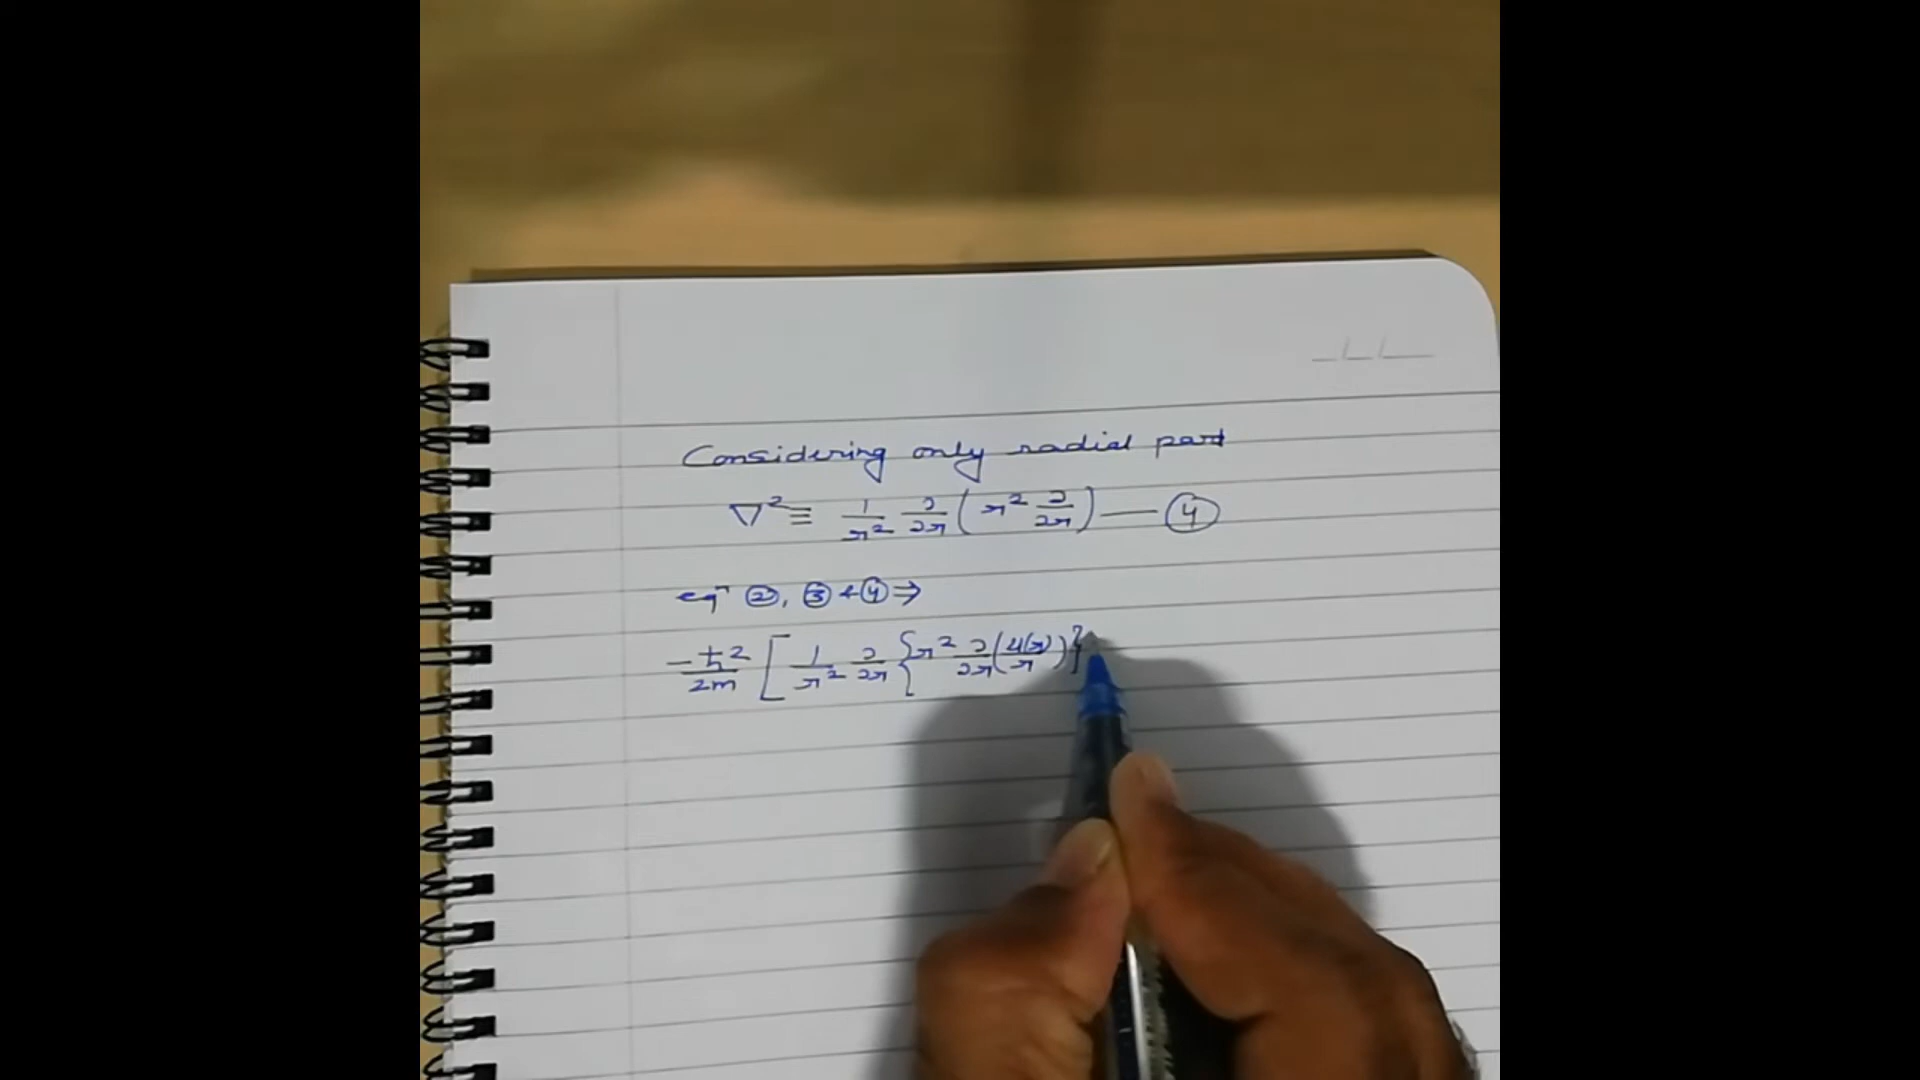 Considering only radial part
∇² ≡ 1/r² ∂/∂r ( r² ∂/∂r ) — ④
eqⁿ ②, ③ & ④ ⇒
-ħ²/2m [ 1/r² ∂/∂r { r² ∂/∂r ( u(r)/r ) }